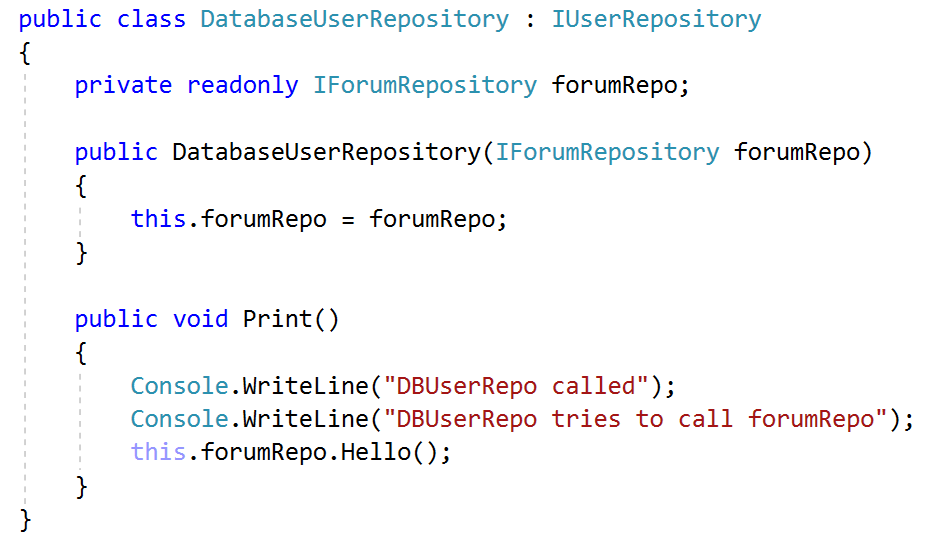 public class DatabaseUserRepository : IUserRepository
{
    private readonly IForumRepository forumRepo;

    public DatabaseUserRepository(IForumRepository forumRepo)
    {
        this.forumRepo = forumRepo;
    }

    public void Print()
    {
        Console.WriteLine("DBUserRepo called");
        Console.WriteLine("DBUserRepo tries to call forumRepo");
        this.forumRepo.Hello();
    }
}